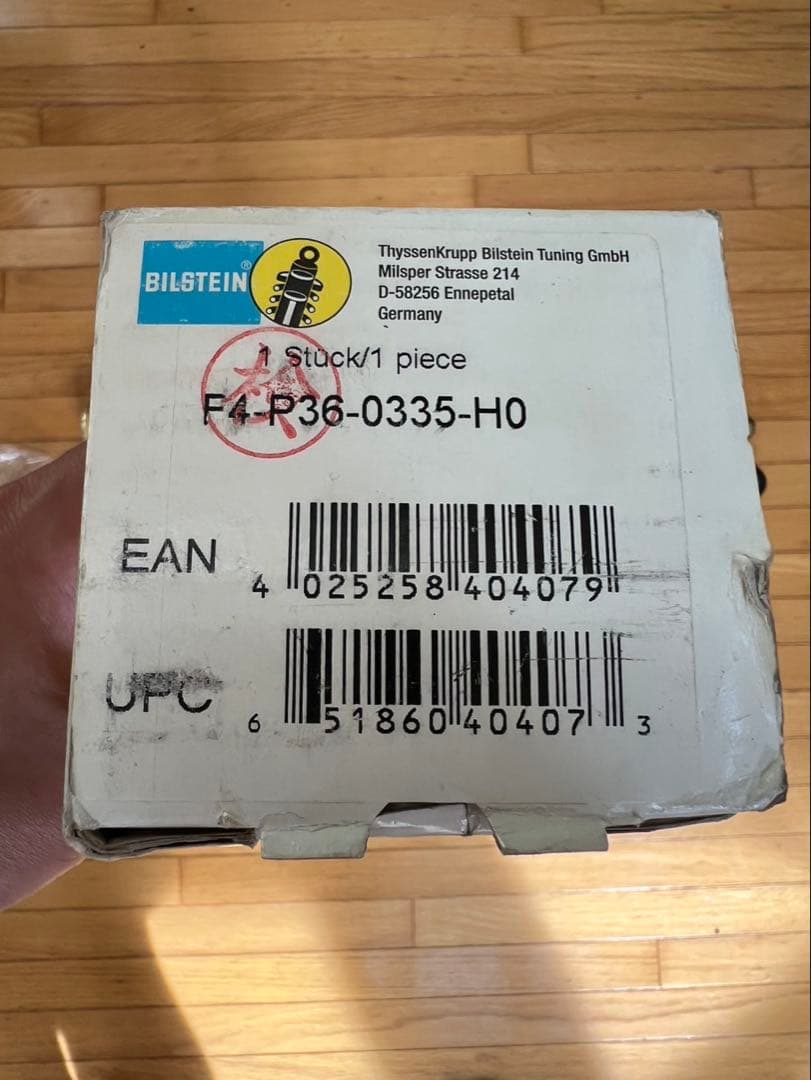 BILSTEIN®
ThyssenKrupp Bilstein Tuning GmbH
Milsper Strasse 214
D-58256 Ennepetal
Germany
1 Stück/1 piece
F4-P36-0335-H0
EAN
4 025258 404079
UPC
6 51860 40407 3